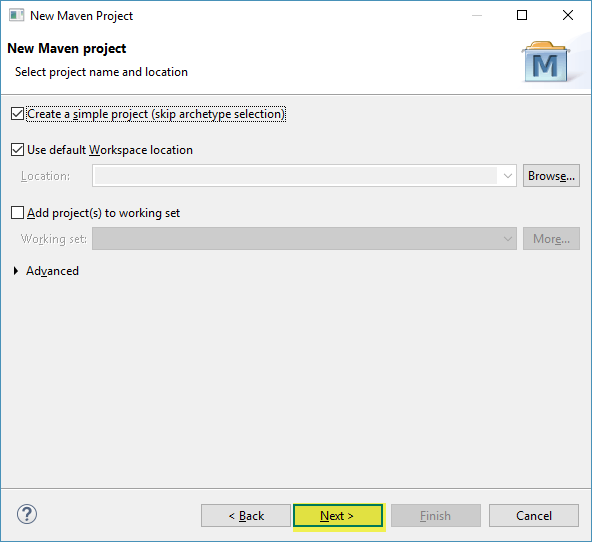 New Maven Project
New Maven project
Select project name and location
M
Create a simple project (skip archetype selection)
Use default Workspace location
Location:
Browse...
Add project(s) to working set
Working set:
More...
Advanced
?
< Back
Next >
Finish
Cancel